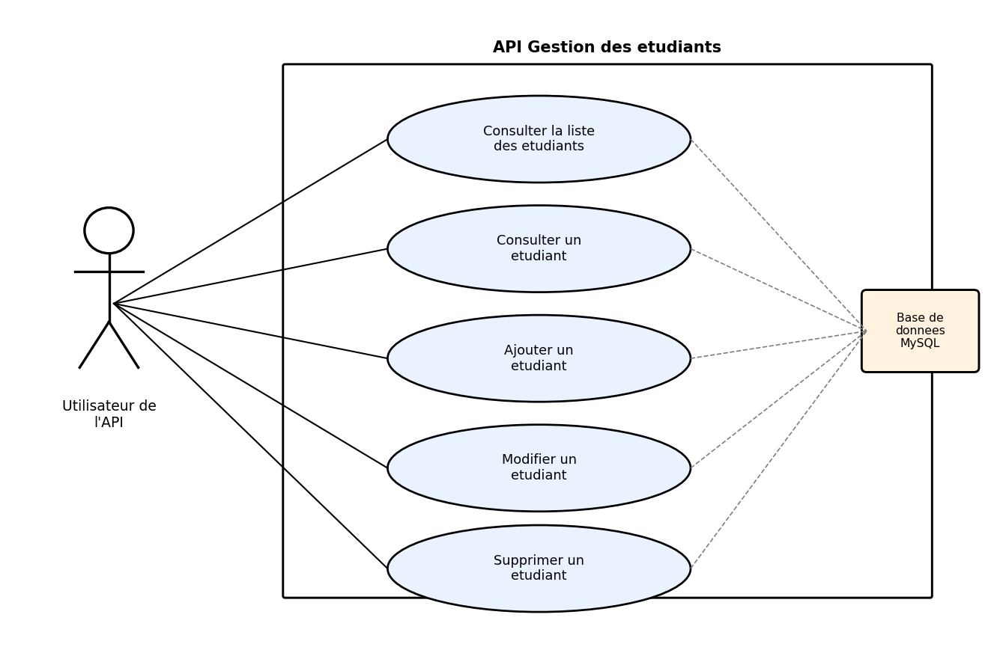 API Gestion des etudiants
Consulter la liste
des etudiants
Consulter un
etudiant
Ajouter un
etudiant
Modifier un
etudiant
Supprimer un
etudiant
Utilisateur de
l'API
Base de
donnees
MySQL